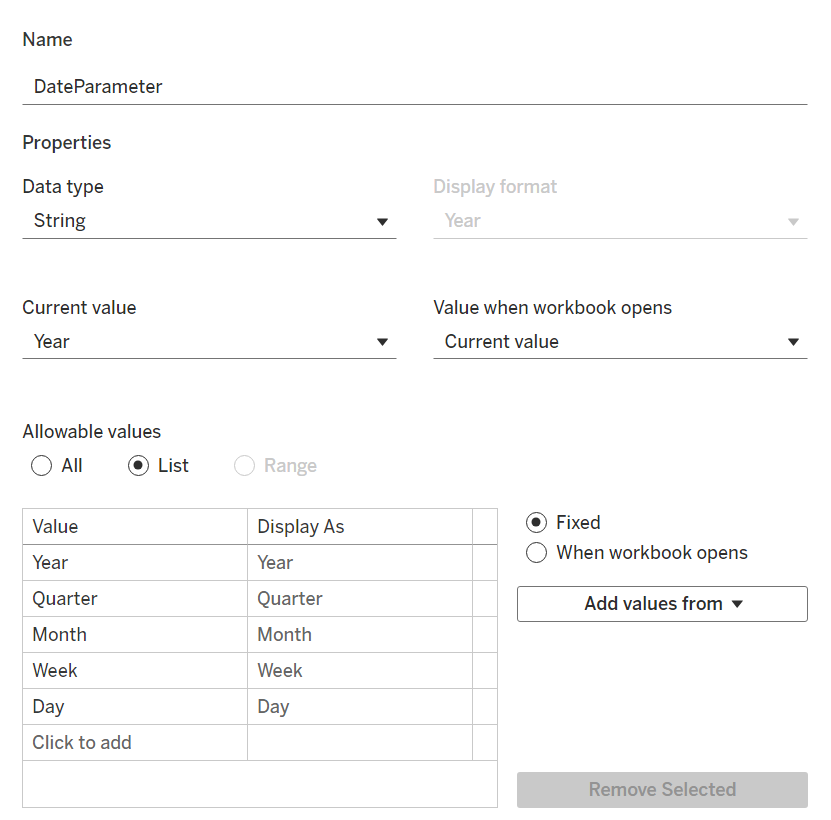 Name
DateParameter
Properties
Data type Display format
String Year
Current value Value when workbook opens
Year Current value
Allowable values
All List Range
Value Display As
Year Year
Quarter Quarter
Month Month
Week Week
Day Day
Click to add
Fixed
When workbook opens
Add values from
Remove Selected